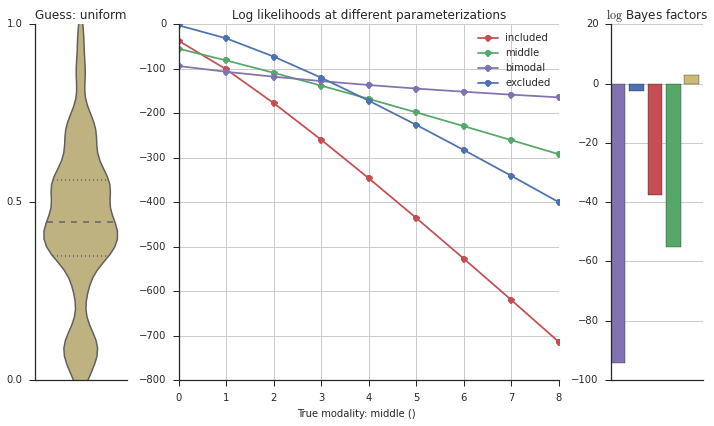 Guess: uniform
1.0
0.5
0.0
Log likelihoods at different parameterizations
included
middle
bimodal
excluded
0
−100
−200
−300
−400
−500
−600
−700
−800
0 1 2 3 4 5 6 7 8
True modality: middle ()
log Bayes factors
20
0
−20
−40
−60
−80
−100